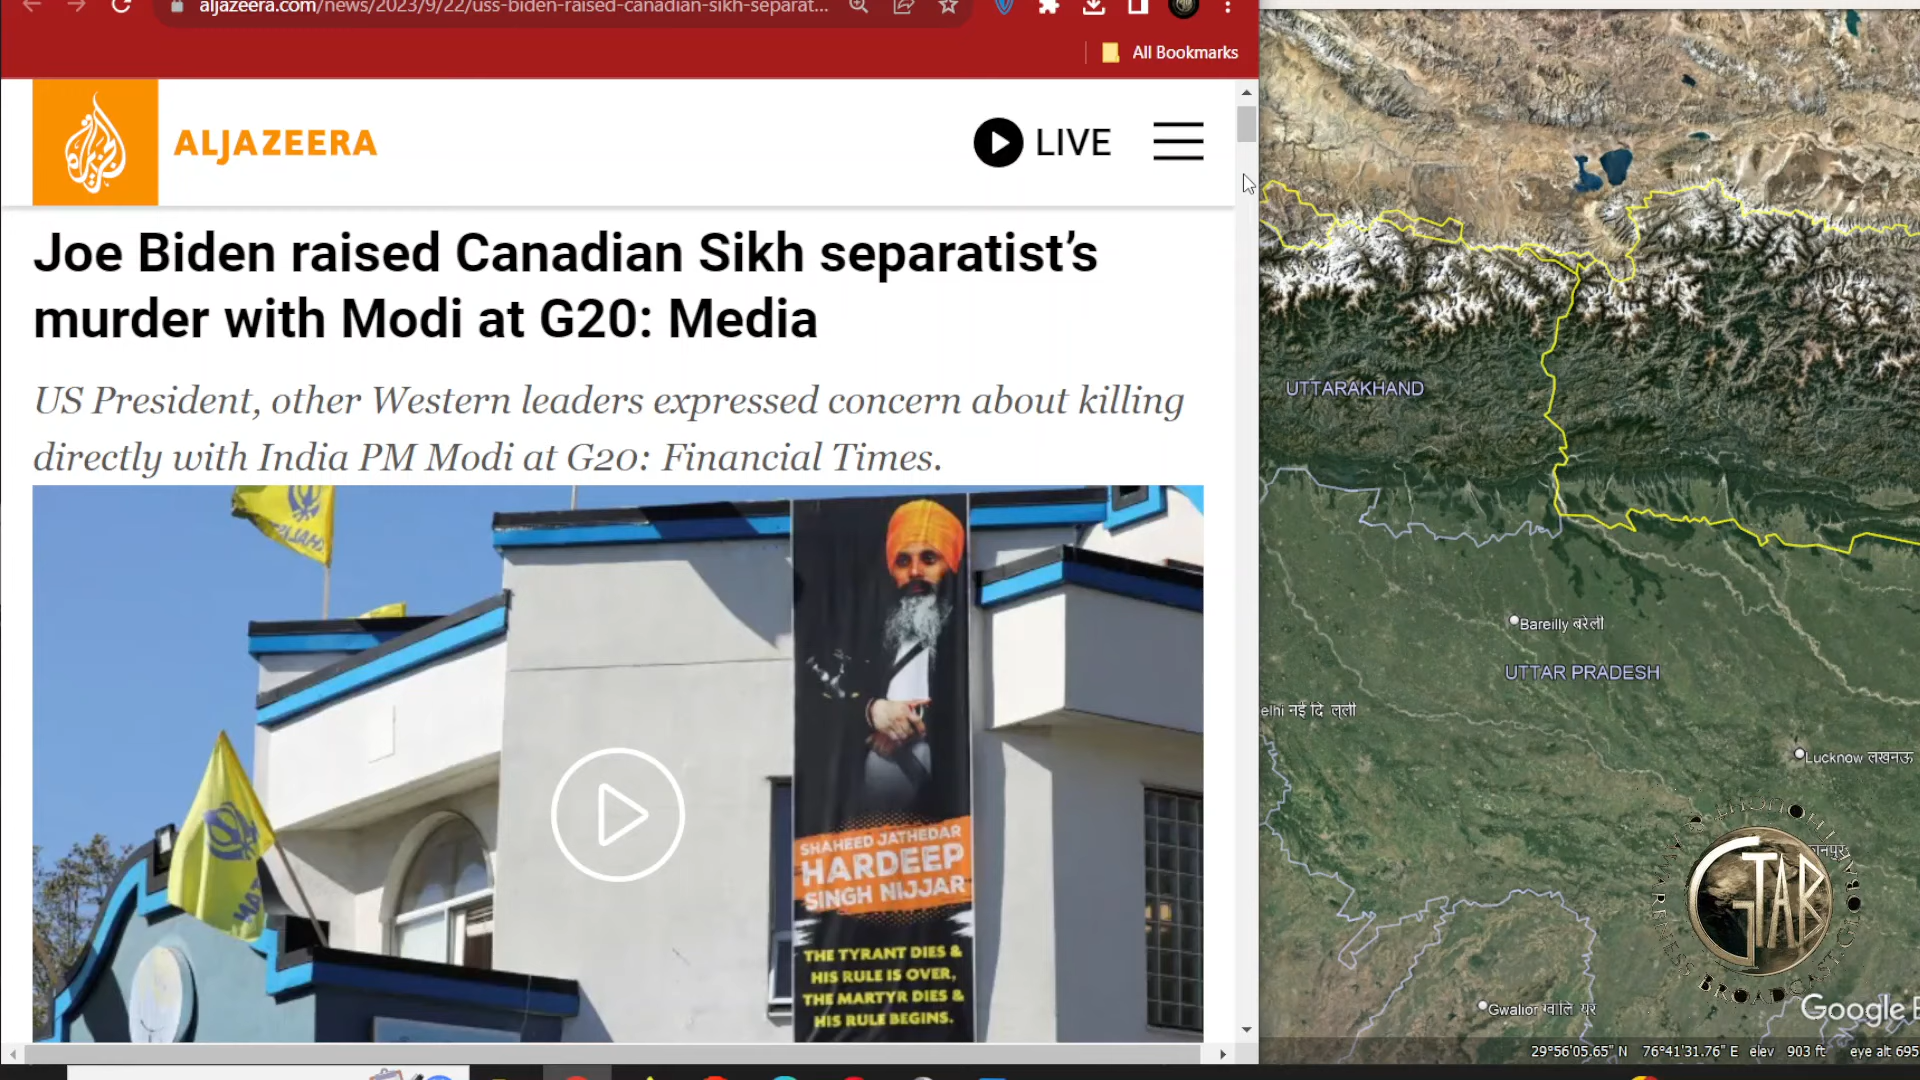 aljazeera.com/news/2023/9/22/uss-biden-raised-canadian-sikh-separat...
All Bookmarks
ALJAZEERA
LIVE
Joe Biden raised Canadian Sikh separatist’s
murder with Modi at G20: Media
US President, other Western leaders expressed concern about killing
directly with India PM Modi at G20: Financial Times.
SHAHEED JATHEDAR
HARDEEP
SINGH NIJJAR
THE TYRANT DIES &
HIS RULE IS OVER,
THE MARTYR DIES &
HIS RULE BEGINS.
UTTARAKHAND
Bareilly बरेली
UTTAR PRADESH
elhi नई दिल्ली
Lucknow लखनऊ
GTAB
BROADCAST
Gwalior ग्वालियर
Google E
29°56'05.65" N 76°41'31.76" E elev 903 ft eye alt 695